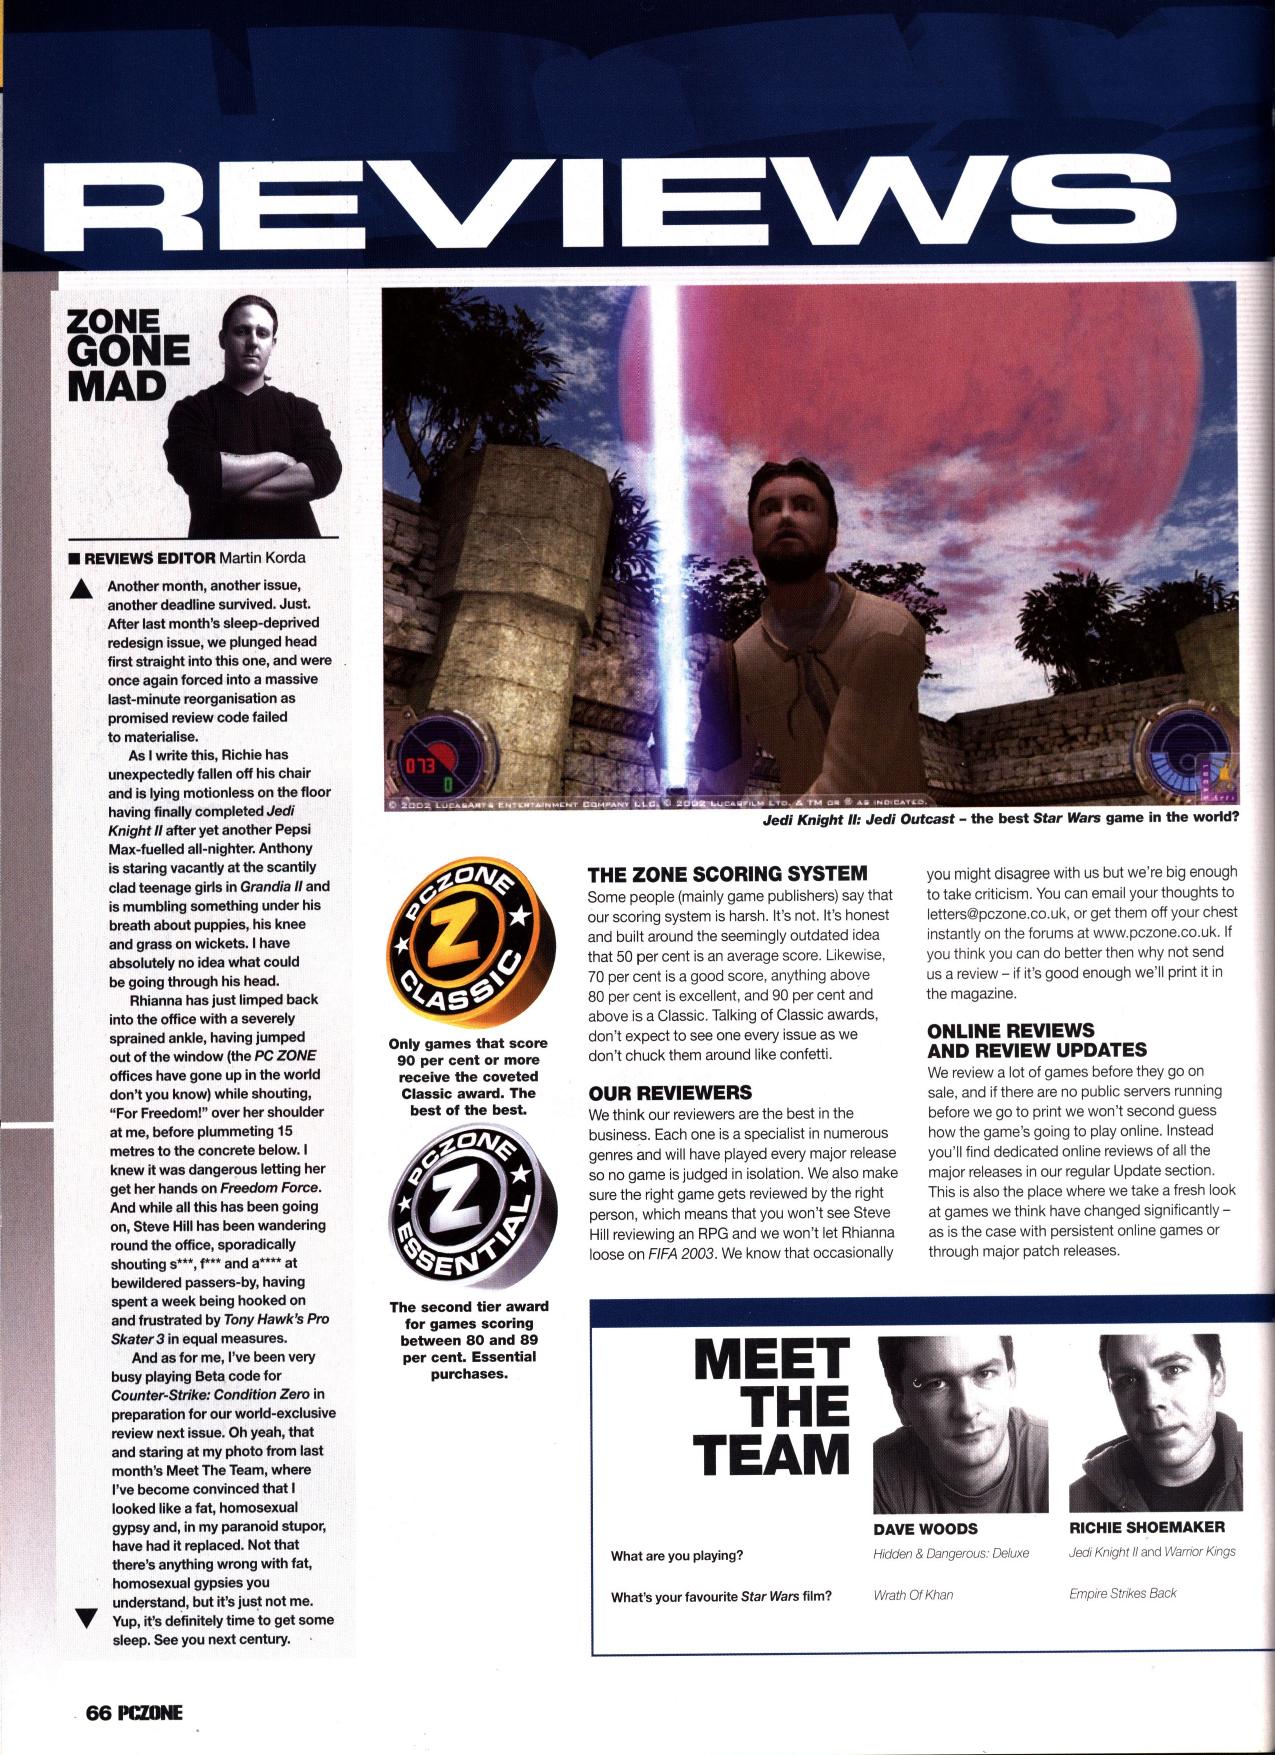 REVIEWS
ZONE
GONE
MAD
■ REVIEWS EDITOR Martin Korda
▲ Another month, another issue,
another deadline survived. Just.
After last month's sleep-deprived
redesign issue, we plunged head
first straight into this one, and were
once again forced into a massive
last-minute reorganisation as
promised review code failed
to materialise.
As I write this, Richie has
unexpectedly fallen off his chair
and is lying motionless on the floor
having finally completed Jedi
Knight II after yet another Pepsi
Max-fuelled all-nighter. Anthony
is staring vacantly at the scantily
clad teenage girls in Grandia II and
is mumbling something under his
breath about puppies, his knee
and grass on wickets. I have
absolutely no idea what could
be going through his head.
Rhianna has just limped back
into the office with a severely
sprained ankle, having jumped
out of the window (the PC ZONE
offices have gone up in the world
don't you know) while shouting,
"For Freedom!" over her shoulder
at me, before plummeting 15
metres to the concrete below. I
knew it was dangerous letting her
get her hands on Freedom Force.
And while all this has been going
on, Steve Hill has been wandering
round the office, sporadically
shouting s***, f*** and a**** at
bewildered passers-by, having
spent a week being hooked on
and frustrated by Tony Hawk's Pro
Skater 3 in equal measures.
And as for me, I've been very
busy playing Beta code for
Counter-Strike: Condition Zero in
preparation for our world-exclusive
review next issue. Oh yeah, that
and staring at my photo from last
month's Meet The Team, where
I've become convinced that I
looked like a fat, homosexual
gypsy and, in my paranoid stupor,
have had it replaced. Not that
there's anything wrong with fat,
homosexual gypsies you
understand, but it's just not me.
▼ Yup, it's definitely time to get some
sleep. See you next century.
073
0
© 2002 LUCASARTS ENTERTAINMENT COMPANY LLC. © 2002 LUCASFILM LTD. & TM OR ® AS INDICATED.
Jedi Knight II: Jedi Outcast – the best Star Wars game in the world?
PCZONE
Z
CLASSIC
Only games that score
90 per cent or more
receive the coveted
Classic award. The
best of the best.
PCZONE
Z
ESSENTIAL
The second tier award
for games scoring
between 80 and 89
per cent. Essential
purchases.
THE ZONE SCORING SYSTEM
Some people (mainly game publishers) say that
our scoring system is harsh. It's not. It's honest
and built around the seemingly outdated idea
that 50 per cent is an average score. Likewise,
70 per cent is a good score, anything above
80 per cent is excellent, and 90 per cent and
above is a Classic. Talking of Classic awards,
don't expect to see one every issue as we
don't chuck them around like confetti.
OUR REVIEWERS
We think our reviewers are the best in the
business. Each one is a specialist in numerous
genres and will have played every major release
so no game is judged in isolation. We also make
sure the right game gets reviewed by the right
person, which means that you won't see Steve
Hill reviewing an RPG and we won't let Rhianna
loose on FIFA 2003. We know that occasionally
you might disagree with us but we're big enough
to take criticism. You can email your thoughts to
letters@pczone.co.uk, or get them off your chest
instantly on the forums at www.pczone.co.uk. If
you think you can do better then why not send
us a review – if it's good enough we'll print it in
the magazine.
ONLINE REVIEWS
AND REVIEW UPDATES
We review a lot of games before they go on
sale, and if there are no public servers running
before we go to print we won't second guess
how the game's going to play online. Instead
you'll find dedicated online reviews of all the
major releases in our regular Update section.
This is also the place where we take a fresh look
at games we think have changed significantly –
as is the case with persistent online games or
through major patch releases.
MEET
THE
TEAM
DAVE WOODS RICHIE SHOEMAKER
What are you playing? Hidden & Dangerous: Deluxe Jedi Knight II and Warrior Kings
What's your favourite Star Wars film? Wrath Of Khan Empire Strikes Back
66 PCZONE